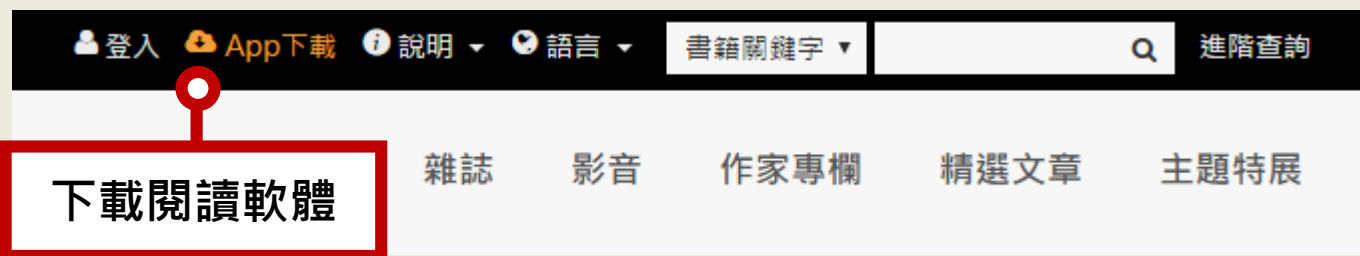 登入 App下載 說明 語言 書籍關鍵字 進階查詢
雜誌 影音 作家專欄 精選文章 主題特展
下載閱讀軟體